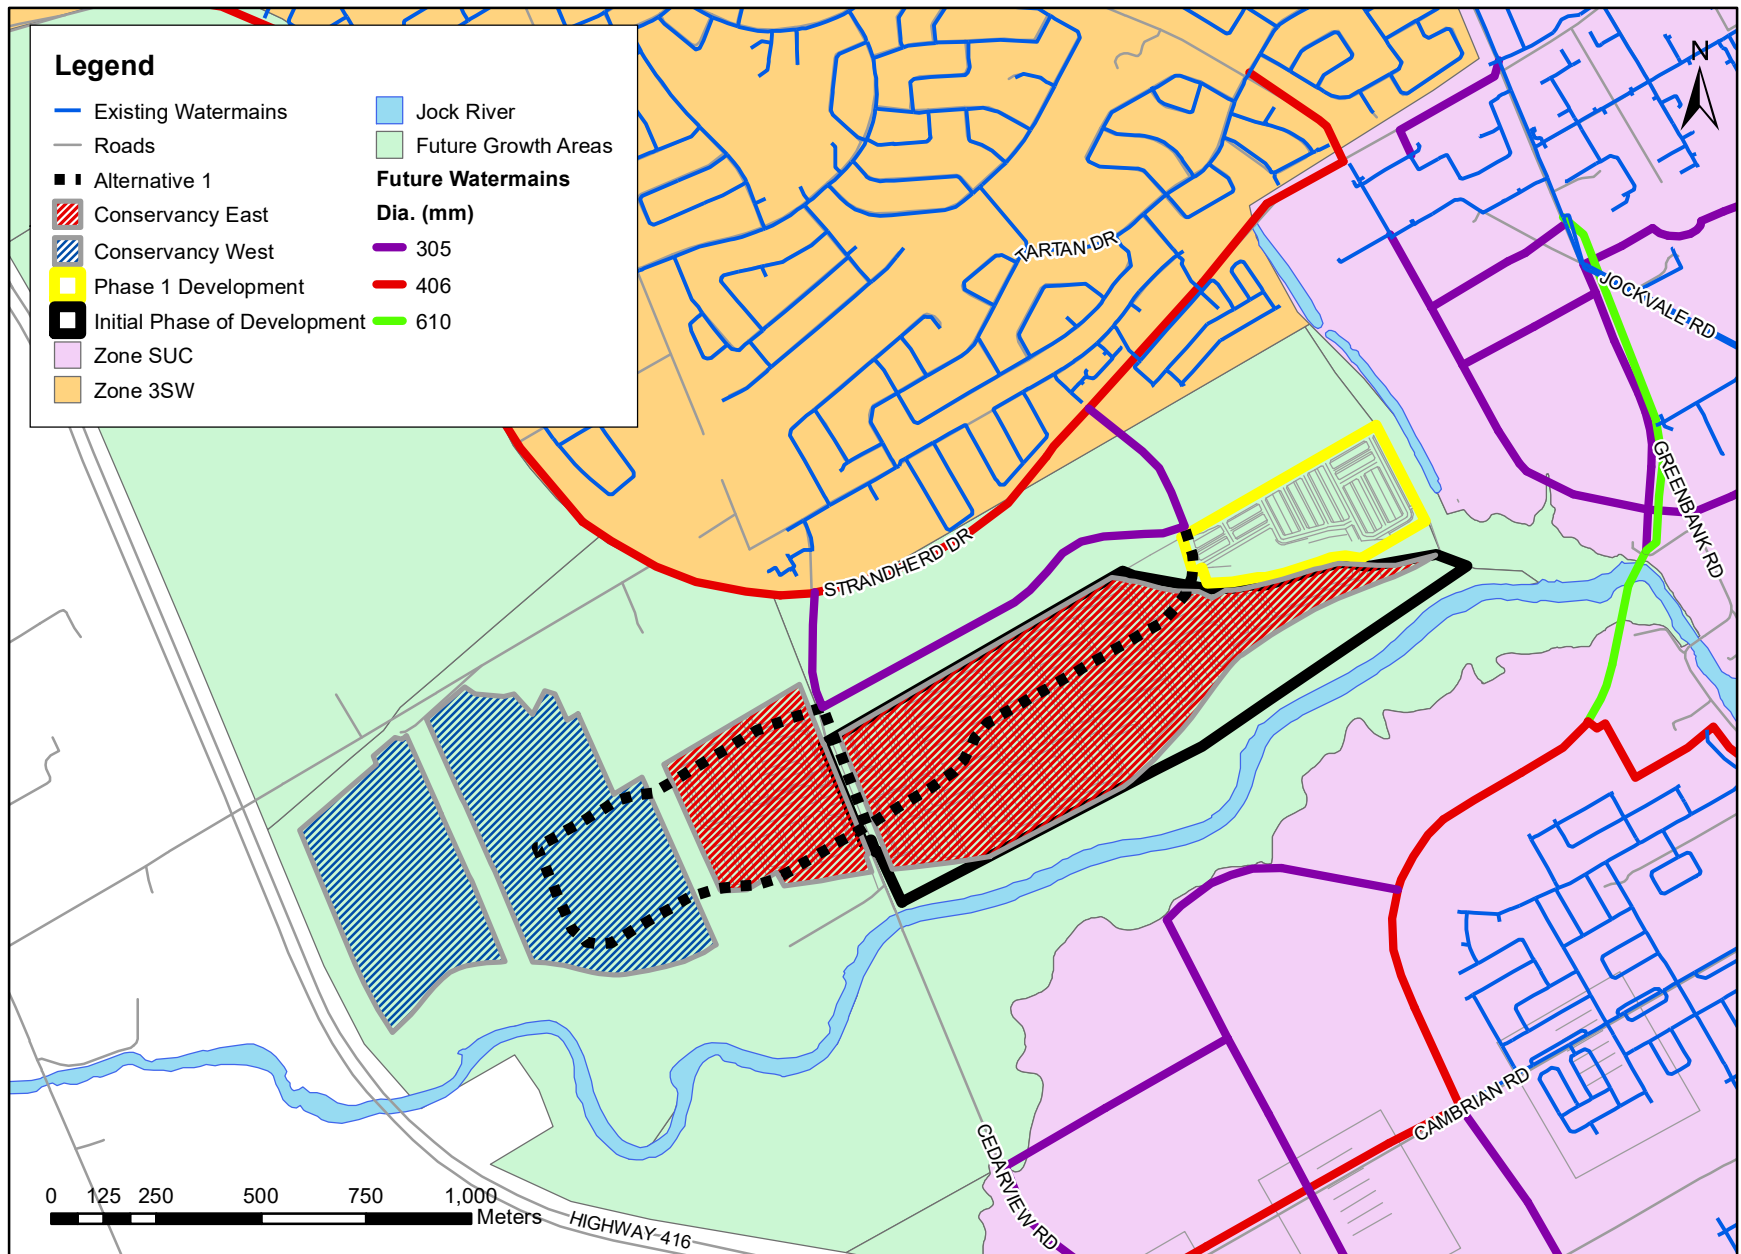 Legend
Existing Watermains
Roads
Alternative 1
Conservancy East
Conservancy West
Phase 1 Development
Initial Phase of Development
Zone SUC
Zone 3SW
Jock River
Future Growth Areas
Future Watermains
Dia. (mm)
305
406
610
N
TARTAN DR
JOCKVALE RD
GREENBANK RD
STRANDHERD DR
CAMBRIAN RD
CEDARVIEW RD
HIGHWAY 416
0 125 250 500 750 1,000
Meters